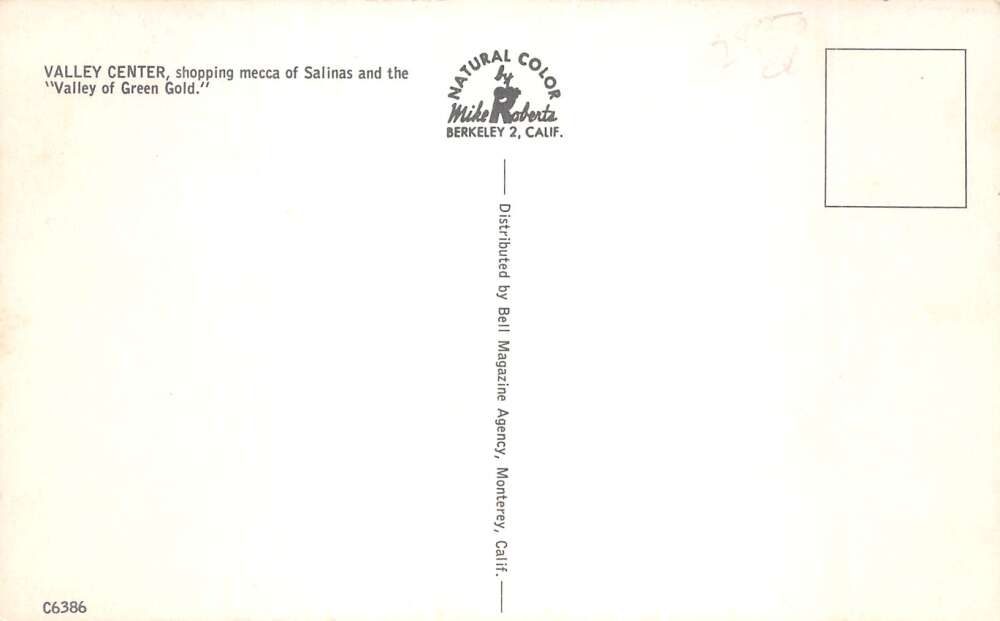 VALLEY CENTER, shopping mecca of Salinas and the
"Valley of Green Gold."
NATURAL COLOR
by
Mike Roberts
BERKELEY 2, CALIF.
Distributed by Bell Magazine Agency, Monterey, Calif.
C6386